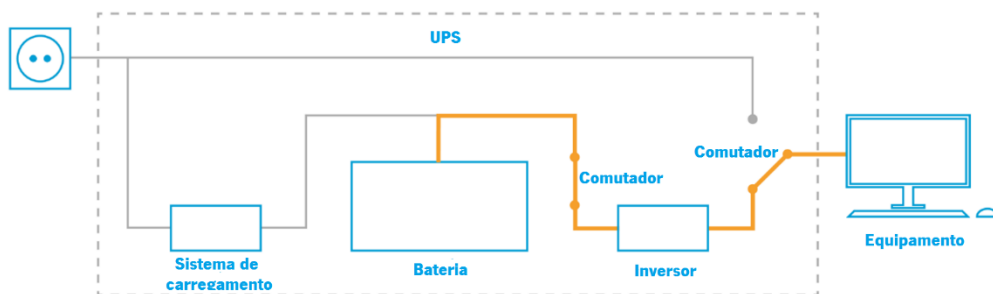 UPS
Comutador
Comutador
Sistema de
carregamento
Bateria
Inversor
Equipamento